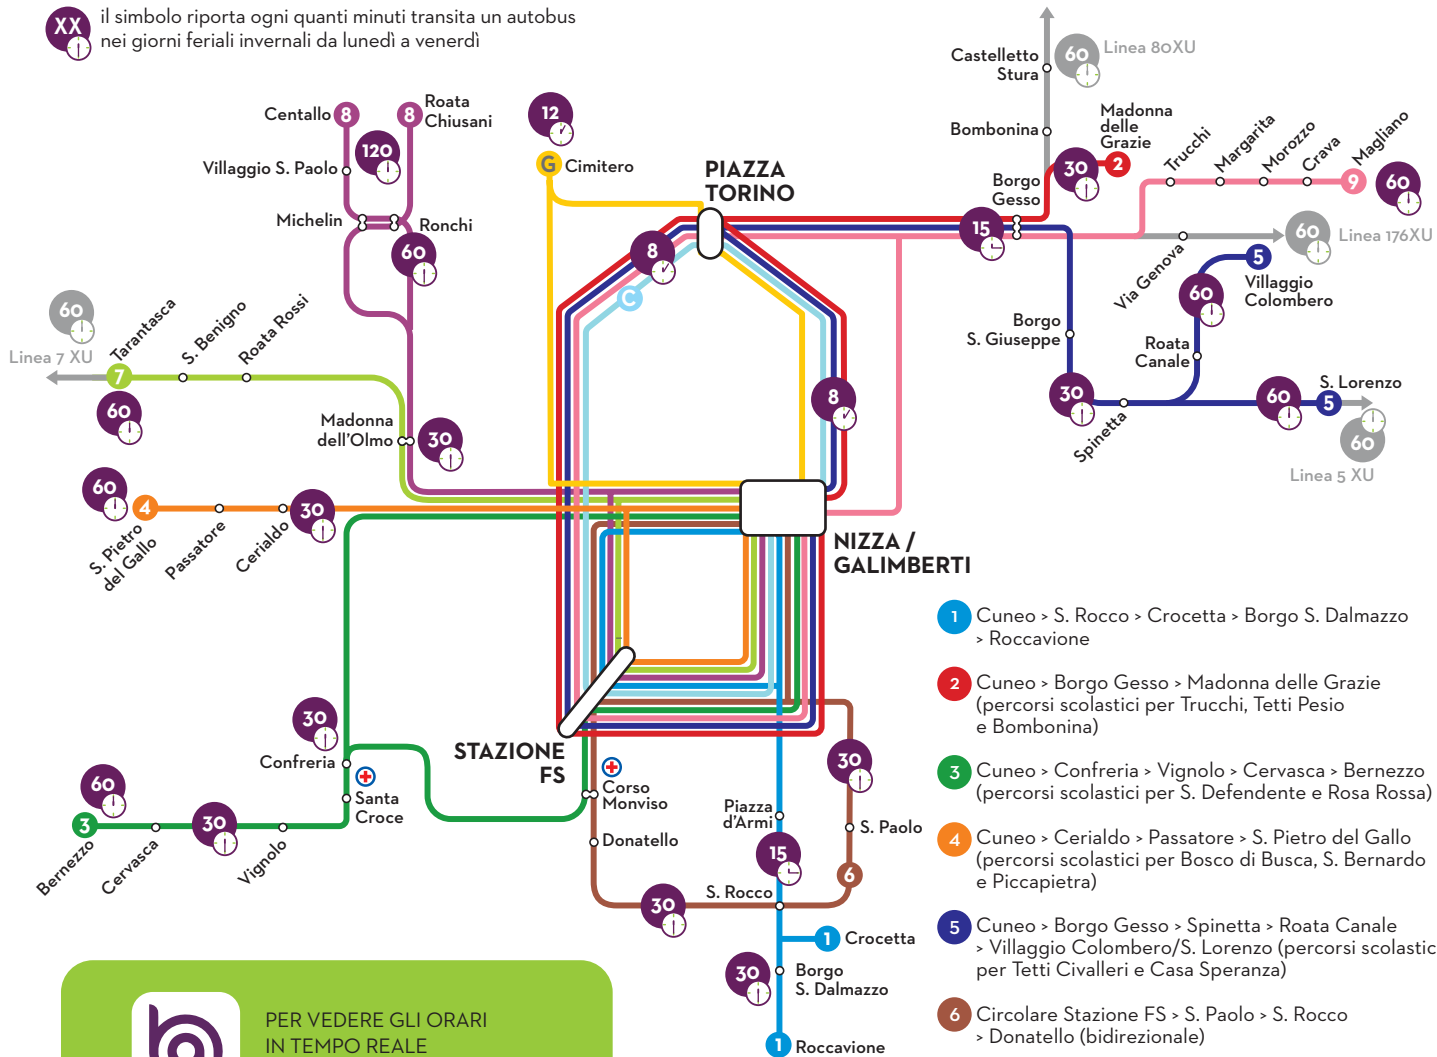 XX il simbolo riporta ogni quanti minuti transita un autobus
nei giorni feriali invernali da lunedì a venerdì
Castelletto
Stura
60
Linea 80XU
Bombonina
Madonna
delle
Grazie
2
30
Borgo
Gesso
Trucchi
Margarita
Morozzo
Crava
Magliano
9
60
Centallo
8
8
Roata
Chiusani
120
Villaggio S. Paolo
Michelin
Ronchi
60
12
G
Cimitero
PIAZZA
TORINO
15
8
C
60
Linea 176XU
Via Genova
5
Villaggio
Colombero
60
Borgo
S. Giuseppe
Roata
Canale
30
Spinetta
60
S. Lorenzo
5
60
Linea 5 XU
60
Linea 7 XU
Tarantasca
S. Benigno
Roata Rossi
7
60
Madonna
dell'Olmo
30
8
60
4
S. Pietro
del Gallo
Passatore
Cerialdo
30
NIZZA /
GALIMBERTI
STAZIONE
FS
30
Confreria
Santa
Croce
60
3
Bernezzo
Cervasca
30
Vignolo
Corso
Monviso
Donatello
Piazza
d'Armi
30
S. Paolo
15
6
30
S. Rocco
1
Crocetta
30
Borgo
S. Dalmazzo
1
Roccavione
1 Cuneo > S. Rocco > Crocetta > Borgo S. Dalmazzo
> Roccavione
2 Cuneo > Borgo Gesso > Madonna delle Grazie
(percorsi scolastici per Trucchi, Tetti Pesio
e Bombonina)
3 Cuneo > Confreria > Vignolo > Cervasca > Bernezzo
(percorsi scolastici per S. Defendente e Rosa Rossa)
4 Cuneo > Cerialdo > Passatore > S. Pietro del Gallo
(percorsi scolastici per Bosco di Busca, S. Bernardo
e Piccapietra)
5 Cuneo > Borgo Gesso > Spinetta > Roata Canale
> Villaggio Colombero/S. Lorenzo (percorsi scolastic
per Tetti Civalleri e Casa Speranza)
6 Circolare Stazione FS > S. Paolo > S. Rocco
> Donatello (bidirezionale)
PER VEDERE GLI ORARI
IN TEMPO REALE